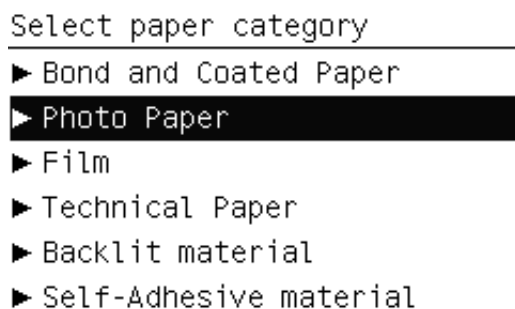 Select paper category
Bond and Coated Paper
Photo Paper
Film
Technical Paper
Backlit material
Self-Adhesive material